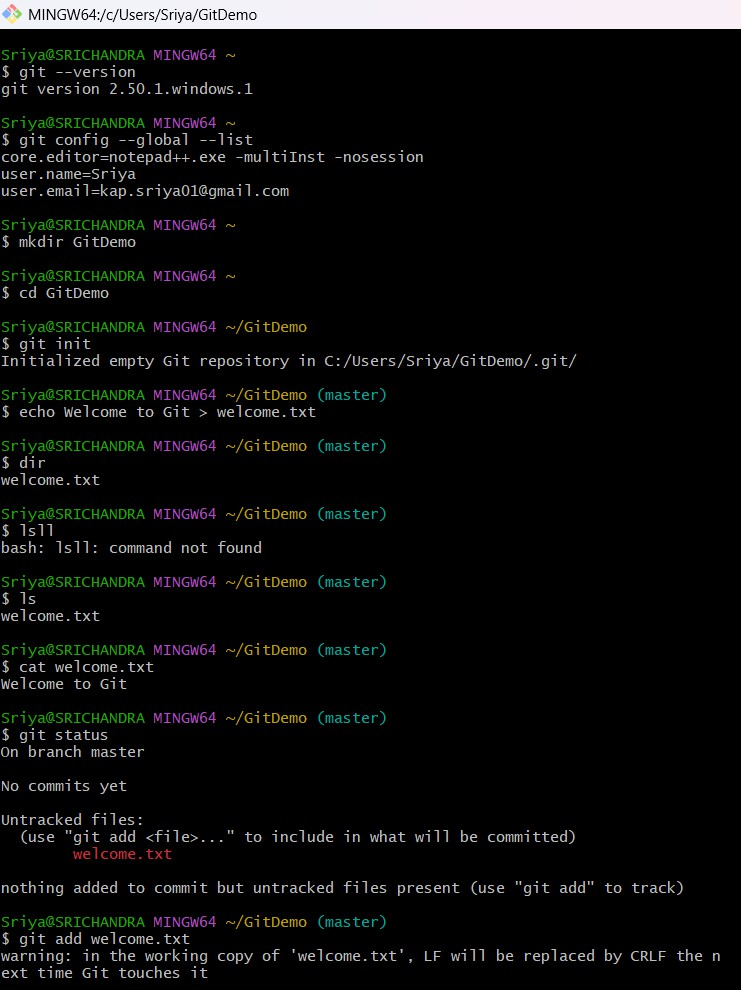 MINGW64:/c/Users/Sriya/GitDemo
Sriya@SRICHANDRA MINGW64 ~
$ git --version
git version 2.50.1.windows.1
Sriya@SRICHANDRA MINGW64 ~
$ git config --global --list
core.editor=notepad++.exe -multiInst -nosession
user.name=Sriya
user.email=kap.sriya01@gmail.com
Sriya@SRICHANDRA MINGW64 ~
$ mkdir GitDemo
Sriya@SRICHANDRA MINGW64 ~
$ cd GitDemo
Sriya@SRICHANDRA MINGW64 ~/GitDemo
$ git init
Initialized empty Git repository in C:/Users/Sriya/GitDemo/.git/
Sriya@SRICHANDRA MINGW64 ~/GitDemo (master)
$ echo Welcome to Git > welcome.txt
Sriya@SRICHANDRA MINGW64 ~/GitDemo (master)
$ dir
welcome.txt
Sriya@SRICHANDRA MINGW64 ~/GitDemo (master)
$ lsll
bash: lsll: command not found
Sriya@SRICHANDRA MINGW64 ~/GitDemo (master)
$ ls
welcome.txt
Sriya@SRICHANDRA MINGW64 ~/GitDemo (master)
$ cat welcome.txt
Welcome to Git
Sriya@SRICHANDRA MINGW64 ~/GitDemo (master)
$ git status
On branch master
No commits yet
Untracked files:
  (use "git add <file>..." to include in what will be committed)
        welcome.txt
nothing added to commit but untracked files present (use "git add" to track)
Sriya@SRICHANDRA MINGW64 ~/GitDemo (master)
$ git add welcome.txt
warning: in the working copy of 'welcome.txt', LF will be replaced by CRLF the n
ext time Git touches it